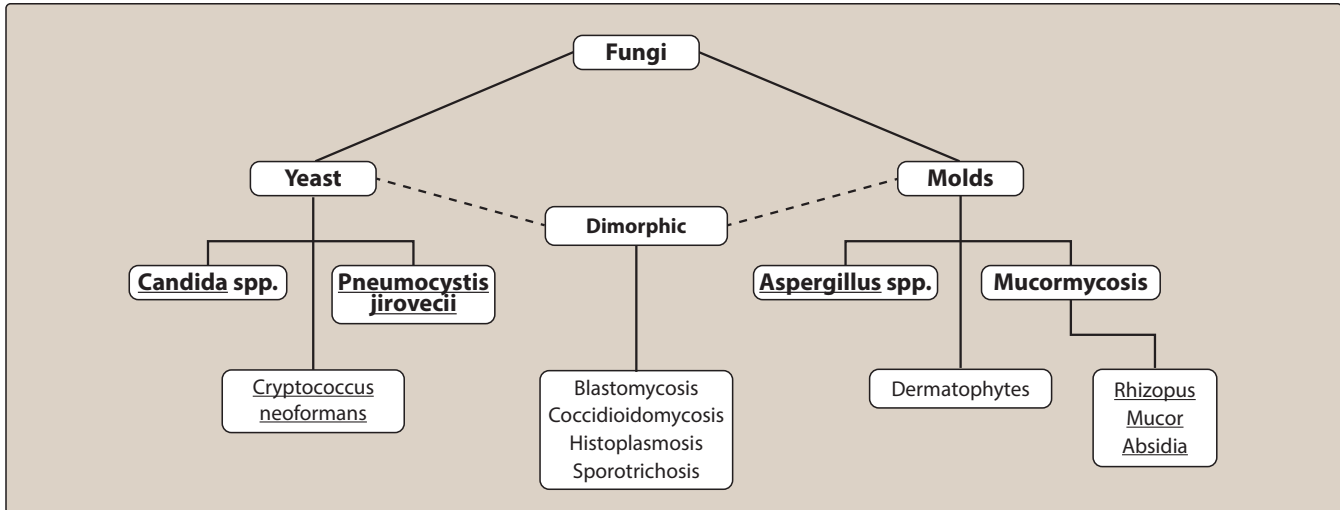 Fungi
Yeast
Molds
Dimorphic
Candida spp.
Pneumocystis
jirovecii
Aspergillus spp.
Mucormycosis
Cryptococcus
neoformans
Blastomycosis
Coccidioidomycosis
Histoplasmosis
Sporotrichosis
Dermatophytes
Rhizopus
Mucor
Absidia